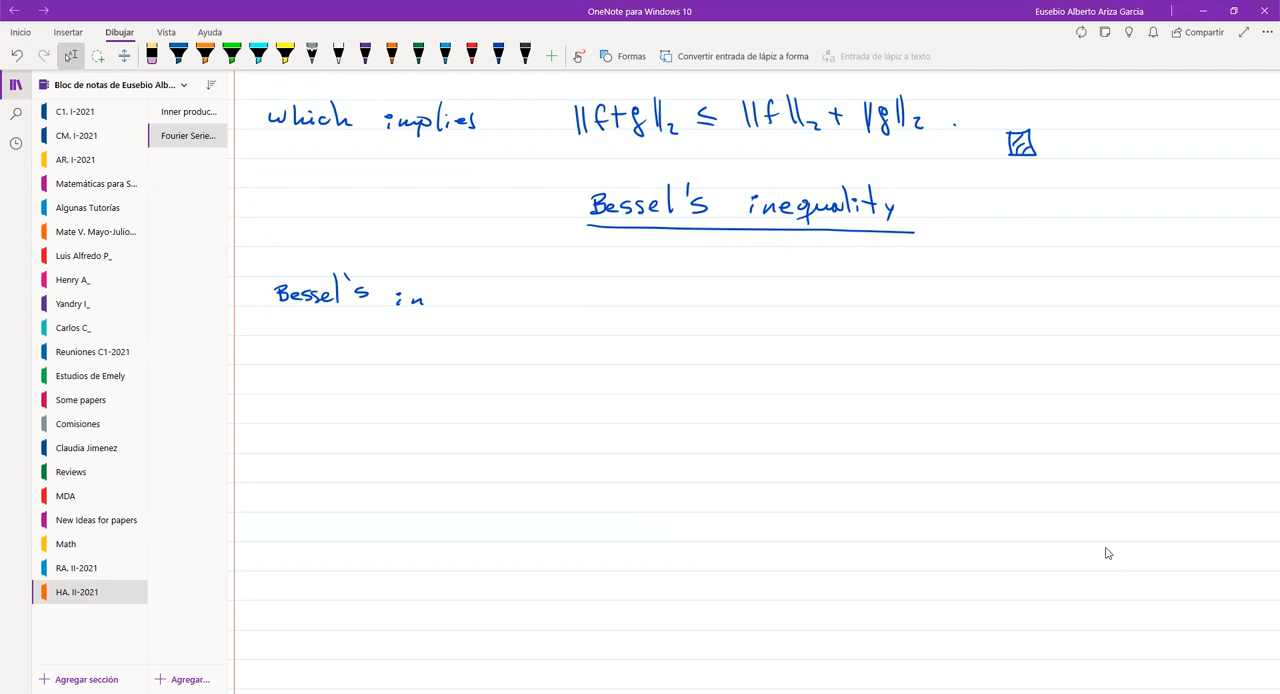 OneNote para Windows 10
Eusebio Alberto Ariza Garcia
Inicio
Insertar
Dibujar
Vista
Ayuda
Compartir
Formas
Convertir entrada de lápiz a forma
Entrada de lápiz a texto
Bloc de notas de Eusebio Alb...
C1. I-2021
CM. I-2021
AR. I-2021
Matemáticas para S...
Algunas Tutorías
Mate V. Mayo-Julio...
Luis Alfredo P_
Henry A_
Yandry I_
Carlos C_
Reuniones C1-2021
Estudios de Emely
Some papers
Comisiones
Claudia Jimenez
Reviews
MDA
New Ideas for papers
Math
RA. II-2021
HA. II-2021
Agregar sección
Inner produc...
Fourier Serie...
Agregar...
which implies ||f+g||₂ ≤ ||f||₂ + ||g||₂ .
Bessel's inequality
Bessel's in